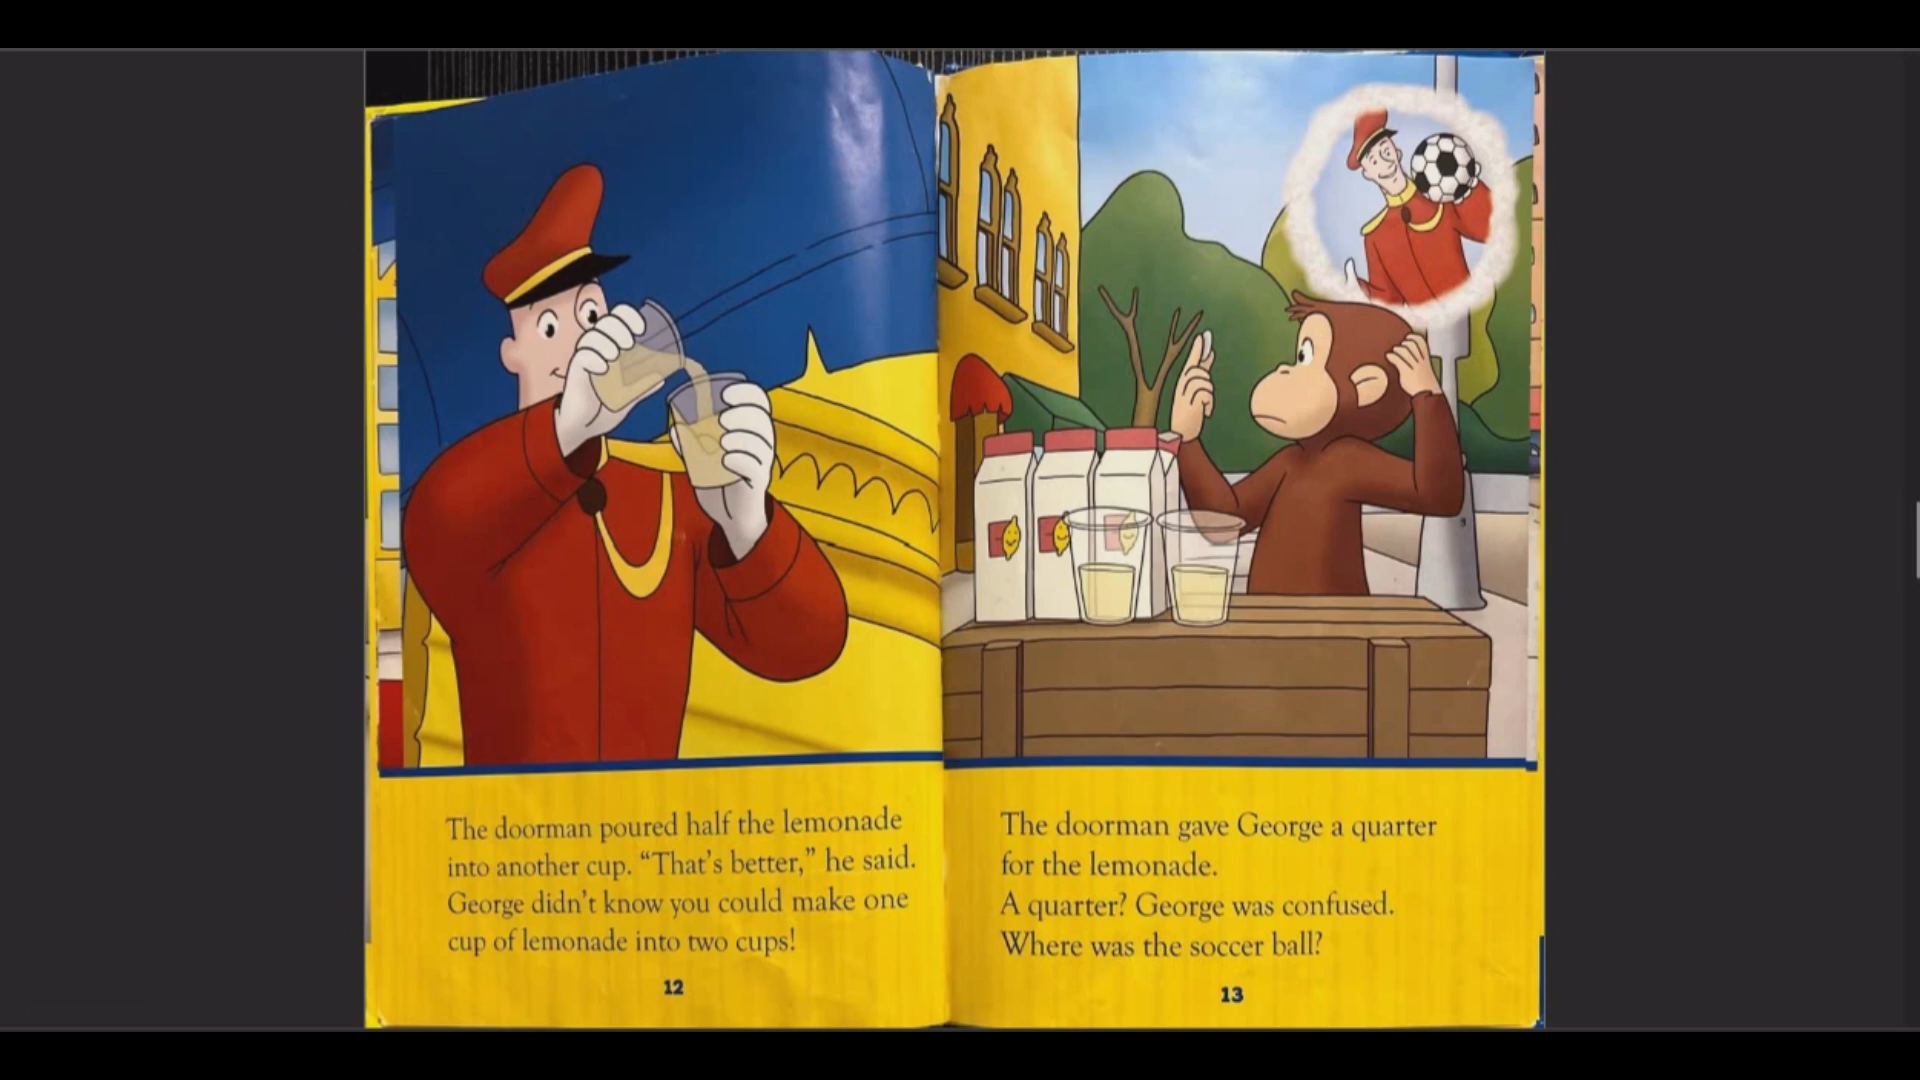 The doorman poured half the lemonade
into another cup. “That’s better,” he said.
George didn’t know you could make one
cup of lemonade into two cups!
12
The doorman gave George a quarter
for the lemonade.
A quarter? George was confused.
Where was the soccer ball?
13